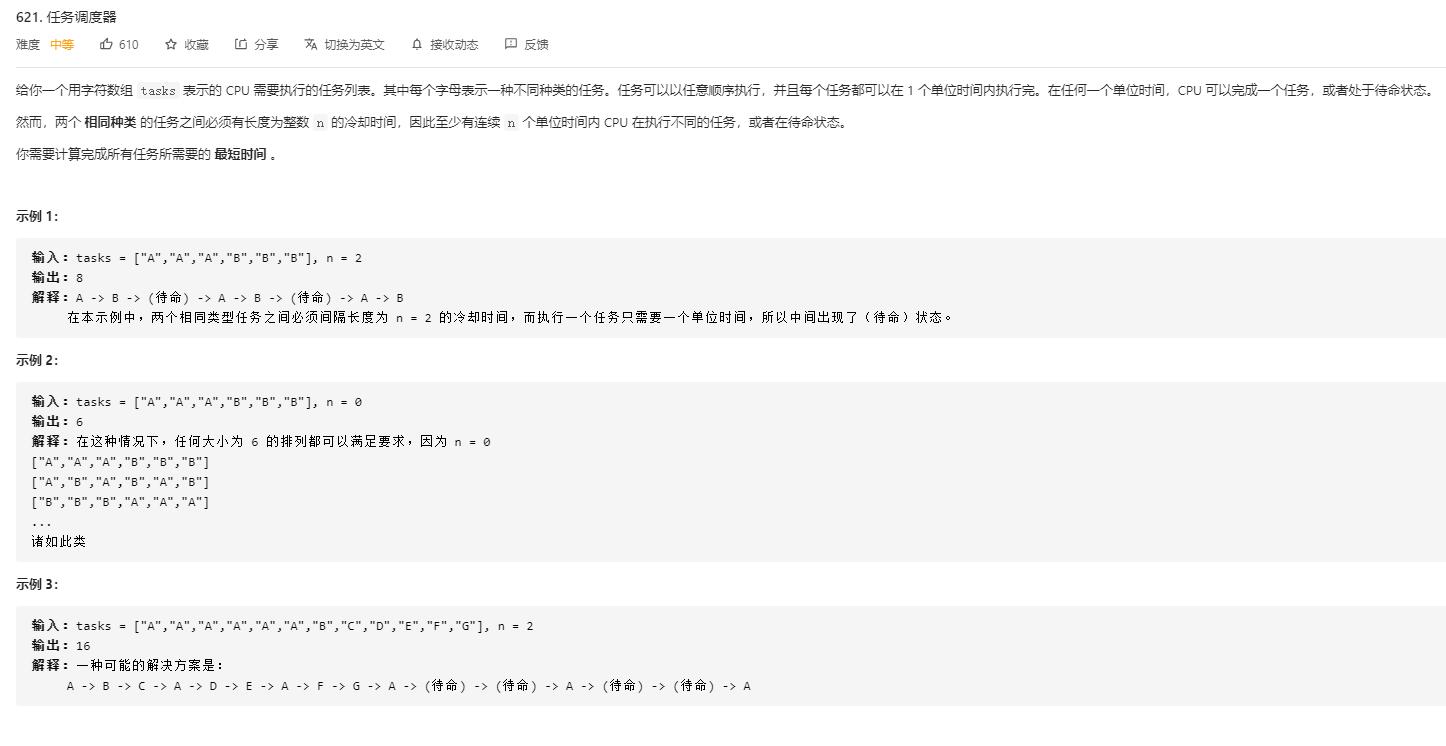 621. 任务调度器
难度 中等 610 收藏 分享 切换为英文 接收动态 反馈
给你一个用字符数组 tasks 表示的 CPU 需要执行的任务列表。其中每个字母表示一种不同种类的任务。任务可以以任意顺序执行，并且每个任务都可以在 1 个单位时间内执行完。在任何一个单位时间，CPU 可以完成一个任务，或者处于待命状态。
然而，两个 相同种类 的任务之间必须有长度为整数 n 的冷却时间，因此至少有连续 n 个单位时间内 CPU 在执行不同的任务，或者在待命状态。
你需要计算完成所有任务所需要的 最短时间 。
示例 1：
输入：tasks = ["A","A","A","B","B","B"], n = 2
输出：8
解释：A -> B -> (待命) -> A -> B -> (待命) -> A -> B
在本示例中，两个相同类型任务之间必须间隔长度为 n = 2 的冷却时间，而执行一个任务只需要一个单位时间，所以中间出现了（待命）状态。
示例 2：
输入：tasks = ["A","A","A","B","B","B"], n = 0
输出：6
解释：在这种情况下，任何大小为 6 的排列都可以满足要求，因为 n = 0
["A","A","A","B","B","B"]
["A","B","A","B","A","B"]
["B","B","B","A","A","A"]
...
诸如此类
示例 3：
输入：tasks = ["A","A","A","A","A","A","B","C","D","E","F","G"], n = 2
输出：16
解释：一种可能的解决方案是：
A -> B -> C -> A -> D -> E -> A -> F -> G -> A -> (待命) -> (待命) -> A -> (待命) -> (待命) -> A